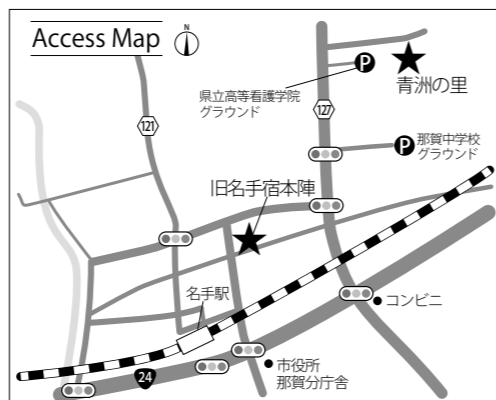 Access Map
N
P
青洲の里
県立高等看護学院
グラウンド
121
127
P
那賀中学校
グラウンド
旧名手宿本陣
名手駅
コンビニ
市役所
那賀分庁舎
24